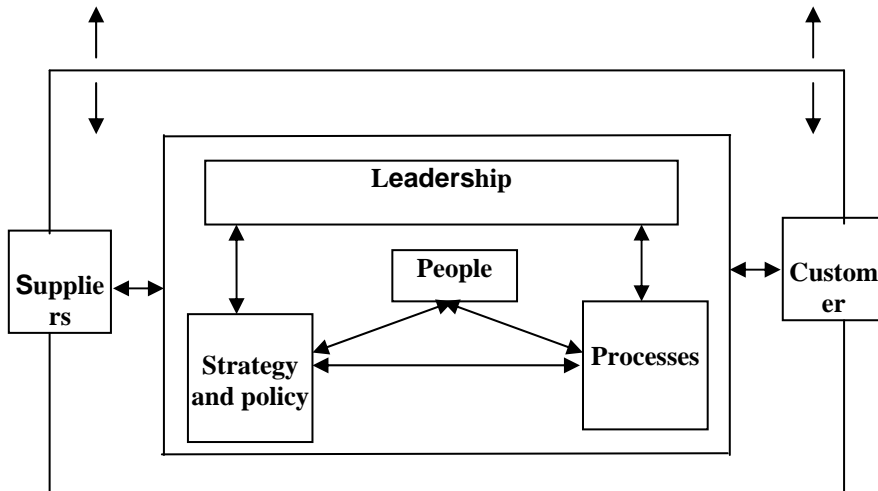 Leadership
People
Supplie
rs
Custom
er
Strategy
and policy
Processes